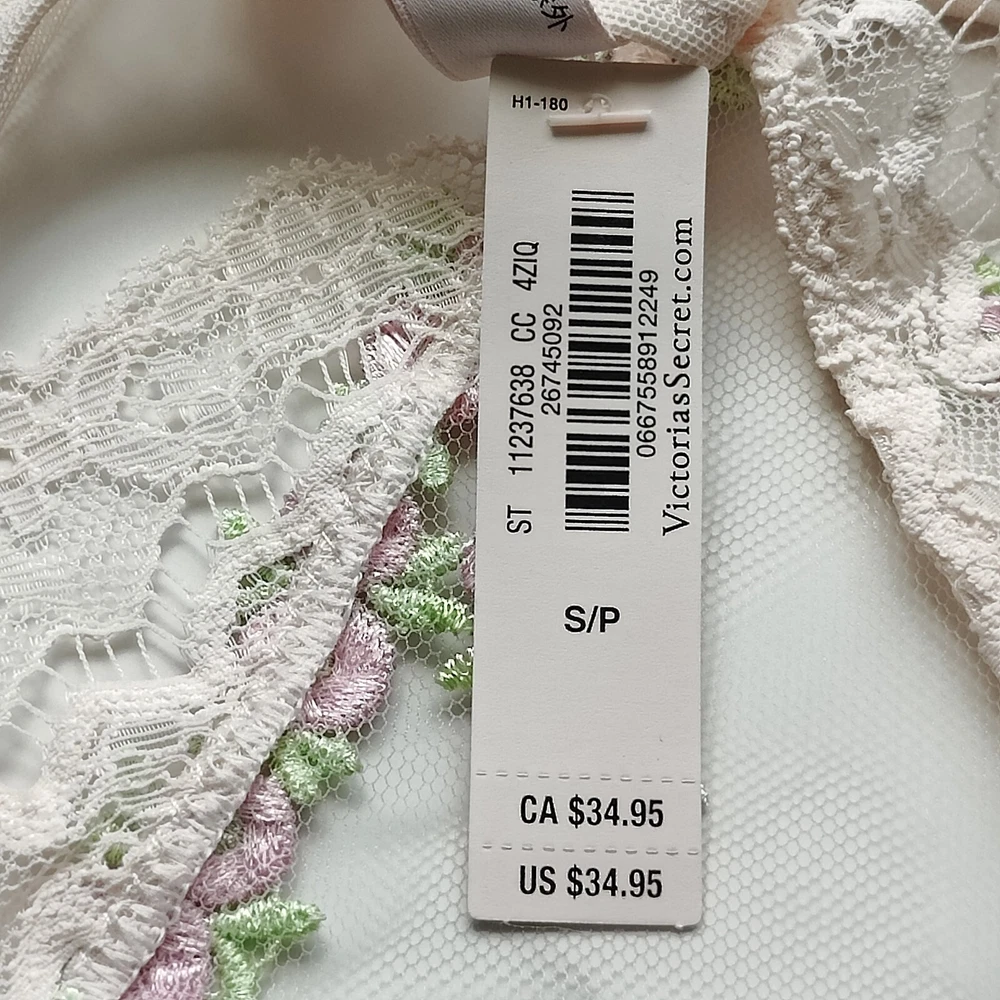 H1-180
ST 11237638 CC 4ZIQ
26745092
0667558912249
VictoriasSecret.com
S/P
CA $34.95
US $34.95